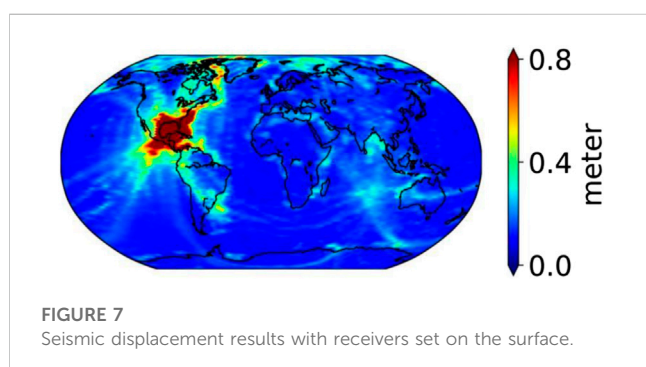 0.8
0.4
0.0
meter
FIGURE 7
Seismic displacement results with receivers set on the surface.